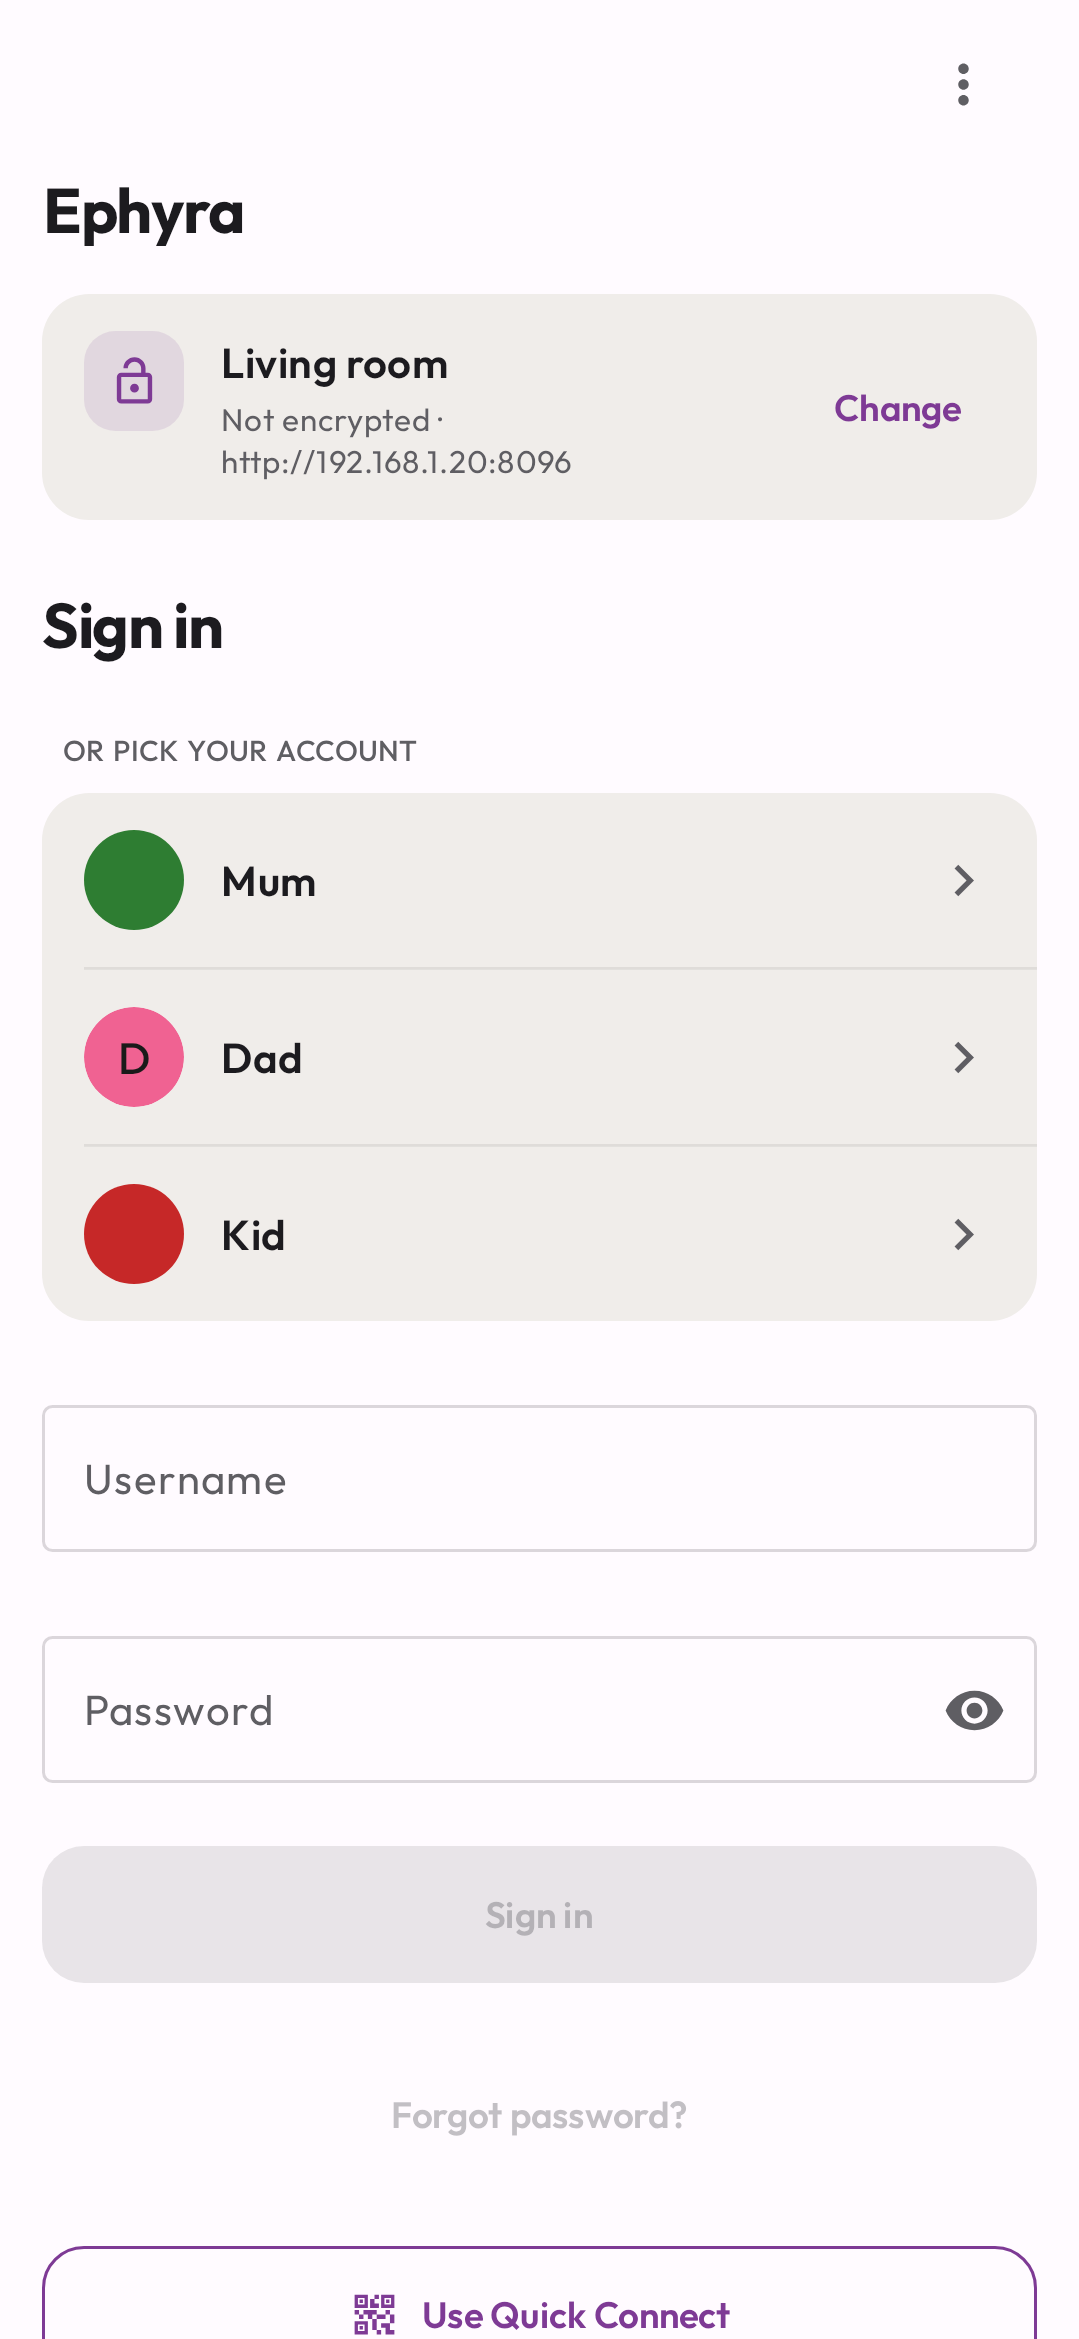 Ephyra
Living room
Not encrypted ·
http://192.168.1.20:8096
Change
Sign in
OR PICK YOUR ACCOUNT
Mum
D
Dad
Kid
Username
Password
Sign in
Forgot password?
Use Quick Connect